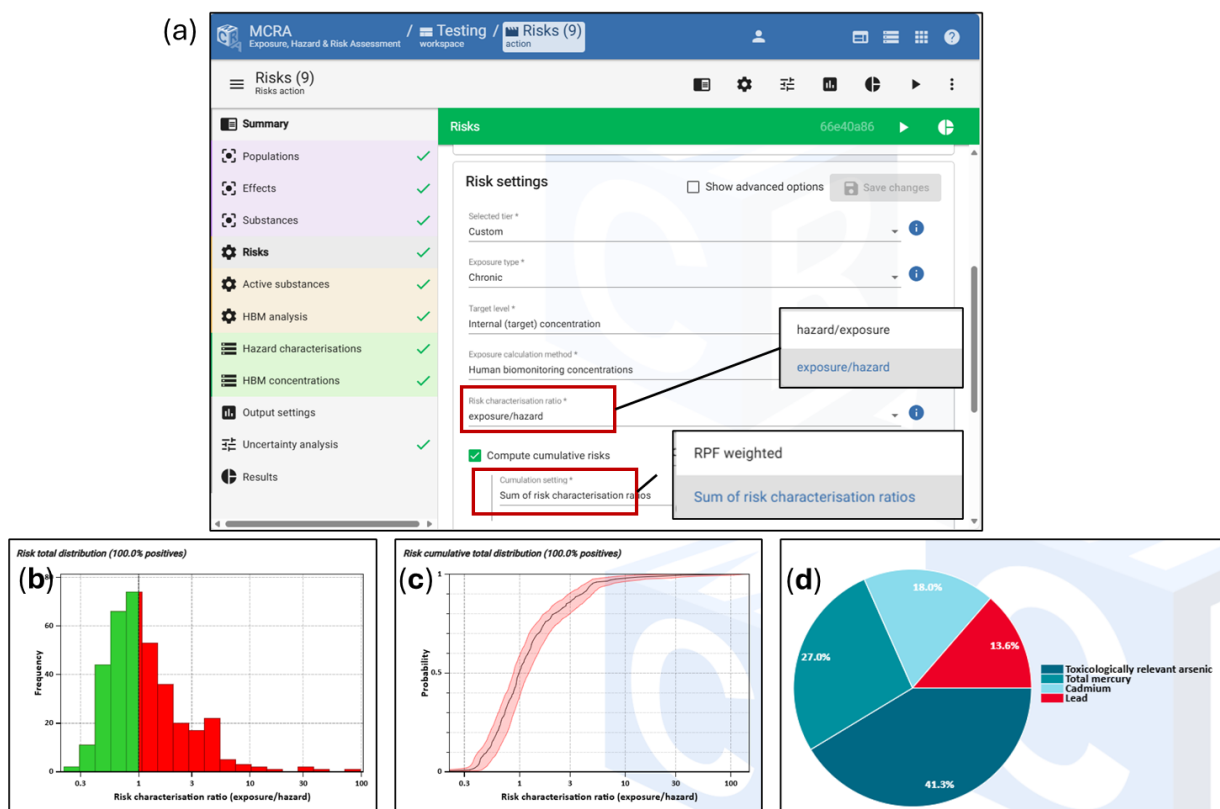 (a)
MCRA
Exposure, Hazard & Risk Assessment
/ Testing
workspace
/ Risks (9)
action
Risks (9)
Risks action
Summary
Populations
Effects
Substances
Risks
Active substances
HBM analysis
Hazard characterisations
HBM concentrations
Output settings
Uncertainty analysis
Results
Risks
66e40a86
Risk settings
Show advanced options
Save changes
Selected tier *
Custom
Exposure type *
Chronic
Target level *
Internal (target) concentration
Exposure calculation method *
Human biomonitoring concentrations
Risk characterisation ratio *
exposure/hazard
Compute cumulative risks
Cumulation setting *
Sum of risk characterisation ratios
hazard/exposure
exposure/hazard
RPF weighted
Sum of risk characterisation ratios
(b)
Risk total distribution (100.0% positives)
Frequency
80
60
40
20
0
0.3 1 3 10 30 100
Risk characterisation ratio (exposure/hazard)
(c)
Risk cumulative total distribution (100.0% positives)
Probability
1
0.5
0
0.3 1 3 10 30 100
Risk characterisation ratio (exposure/hazard)
(d)
18.0%
13.6%
27.0%
41.3%
Toxicologically relevant arsenic
Total mercury
Cadmium
Lead